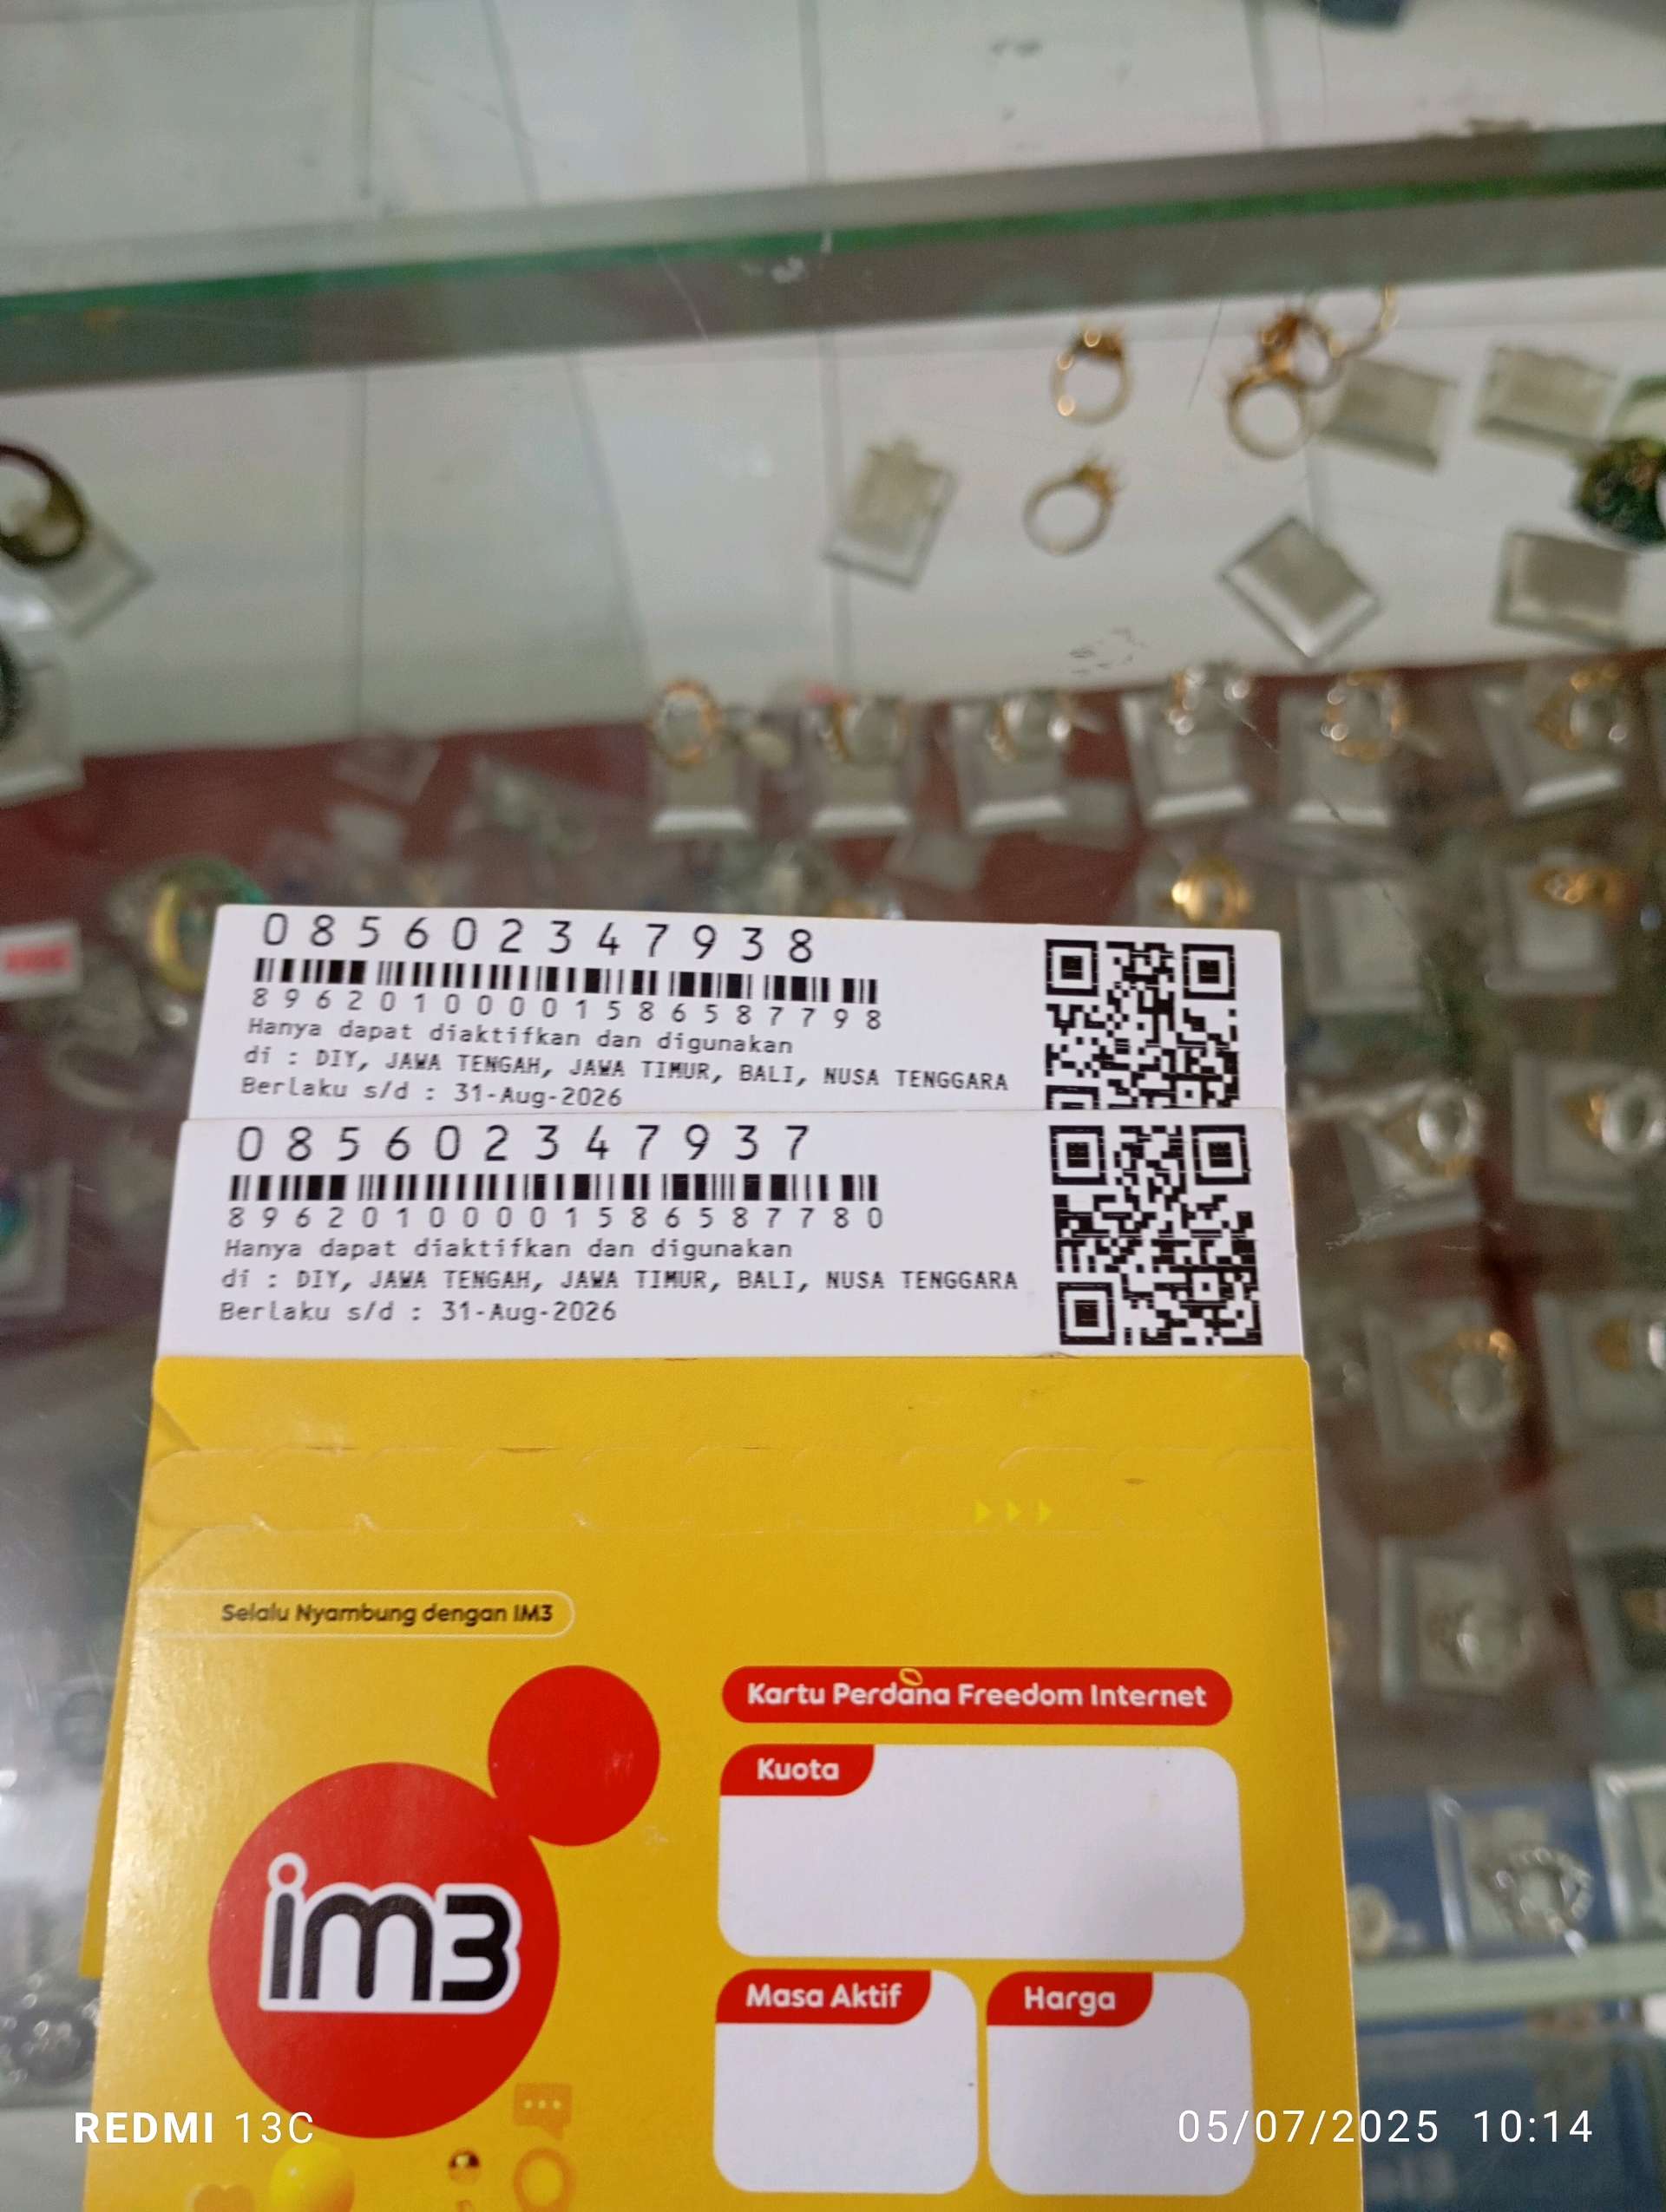 085602347938
89620100001586587798
Hanya dapat diaktifkan dan digunakan
di : DIY, JAWA TENGAH, JAWA TIMUR, BALI, NUSA TENGGARA
Berlaku s/d : 31-Aug-2026
085602347937
89620100001586587780
Hanya dapat diaktifkan dan digunakan
di : DIY, JAWA TENGAH, JAWA TIMUR, BALI, NUSA TENGGARA
Berlaku s/d : 31-Aug-2026
Selalu Nyambung dengan IM3
Kartu Perdana Freedom Internet
Kuota
im3
Masa Aktif
Harga
REDMI 13C
05/07/2025 10:14